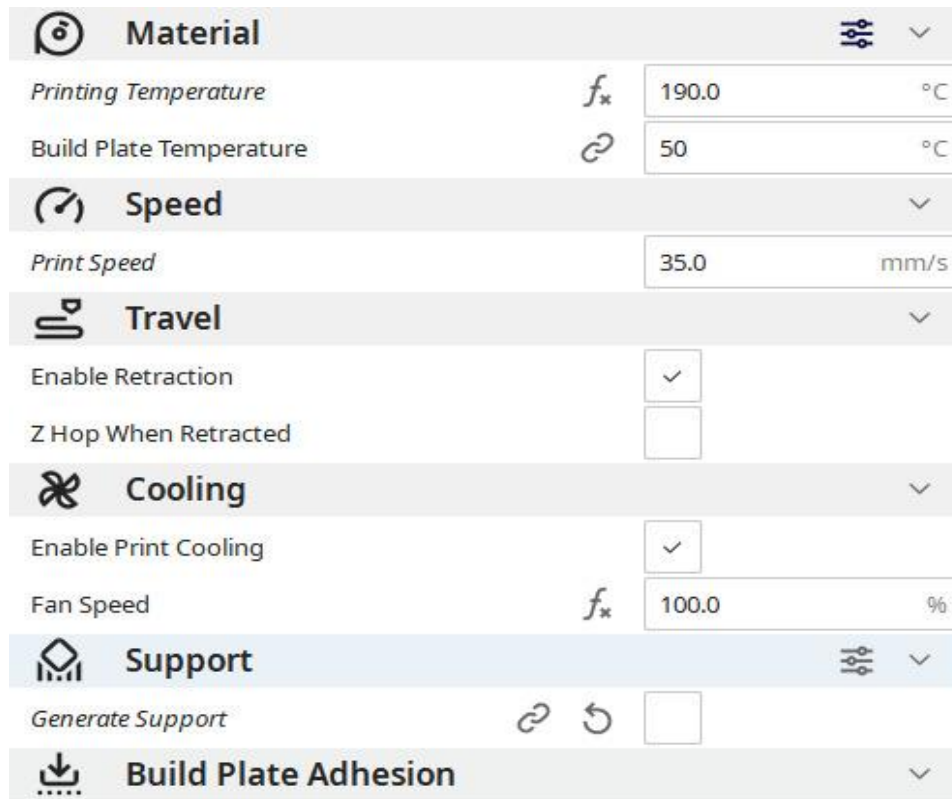 Material
Printing Temperature 190.0 °C
Build Plate Temperature 50 °C
Speed
Print Speed 35.0 mm/s
Travel
Enable Retraction
Z Hop When Retracted
Cooling
Enable Print Cooling
Fan Speed 100.0 %
Support
Generate Support
Build Plate Adhesion